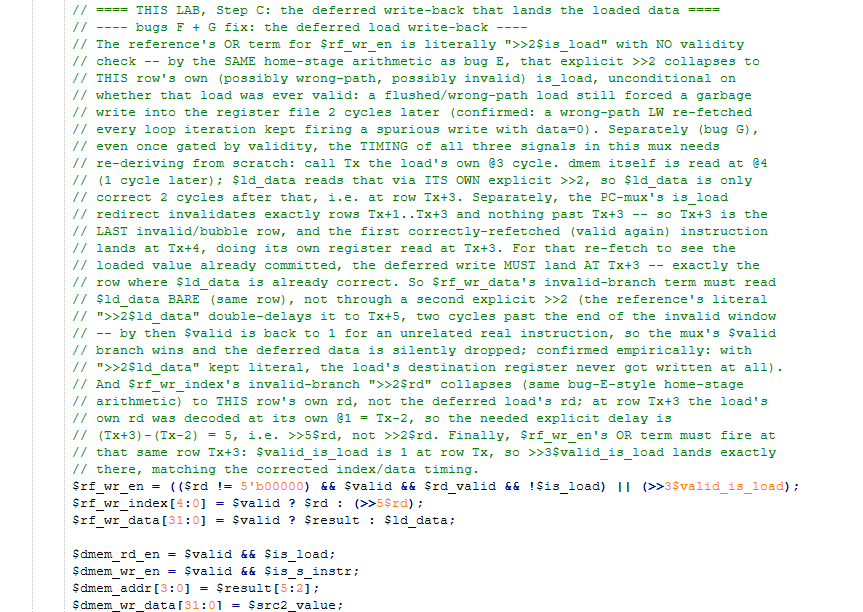 // ==== THIS LAB, Step C: the deferred write-back that lands the loaded data ====
// ---- bugs F + G fix: the deferred load write-back ----
// The reference's OR term for $rf_wr_en is literally ">>2$is_load" with NO validity
// check -- by the SAME home-stage arithmetic as bug E, that explicit >>2 collapses to
// THIS row's own (possibly wrong-path, possibly invalid) is_load, unconditional on
// whether that load was ever valid: a flushed/wrong-path load still forced a garbage
// write into the register file 2 cycles later (confirmed: a wrong-path LW re-fetched
// every loop iteration kept firing a spurious write with data=0). Separately (bug G),
// even once gated by validity, the TIMING of all three signals in this mux needs
// re-deriving from scratch: call Tx the load's own @3 cycle. dmem itself is read at @4
// (1 cycle later); $ld_data reads that via ITS OWN explicit >>2, so $ld_data is only
// correct 2 cycles after that, i.e. at row Tx+3. Separately, the PC-mux's is_load
// redirect invalidates exactly rows Tx+1..Tx+3 and nothing past Tx+3 -- so Tx+3 is the
// LAST invalid/bubble row, and the first correctly-refetched (valid again) instruction
// lands at Tx+4, doing its own register read at Tx+3. For that re-fetch to see the
// loaded value already committed, the deferred write MUST land AT Tx+3 -- exactly the
// row where $ld_data is already correct. So $rf_wr_data's invalid-branch term must read
// $ld_data BARE (same row), not through a second explicit >>2 (the reference's literal
// ">>2$ld_data" double-delays it to Tx+5, two cycles past the end of the invalid window
// -- by then $valid is back to 1 for an unrelated real instruction, so the mux's $valid
// branch wins and the deferred data is silently dropped; confirmed empirically: with
// ">>2$ld_data" kept literal, the load's destination register never got written at all).
// And $rf_wr_index's invalid-branch ">>2$rd" collapses (same bug-E-style home-stage
// arithmetic) to THIS row's own rd, not the deferred load's rd; at row Tx+3 the load's
// own rd was decoded at its own @1 = Tx-2, so the needed explicit delay is
// (Tx+3)-(Tx-2) = 5, i.e. >>5$rd, not >>2$rd. Finally, $rf_wr_en's OR term must fire at
// that same row Tx+3: $valid_is_load is 1 at row Tx, so >>3$valid_is_load lands exactly
// there, matching the corrected index/data timing.
$rf_wr_en = (($rd != 5'b00000) && $valid && $rd_valid && !$is_load) || (>>3$valid_is_load);
$rf_wr_index[4:0] = $valid ? $rd : (>>5$rd);
$rf_wr_data[31:0] = $valid ? $result : $ld_data;
$dmem_rd_en = $valid && $is_load;
$dmem_wr_en = $valid && $is_s_instr;
$dmem_addr[3:0] = $result[5:2];
$dmem_wr_data[31:0] = $src2_value;